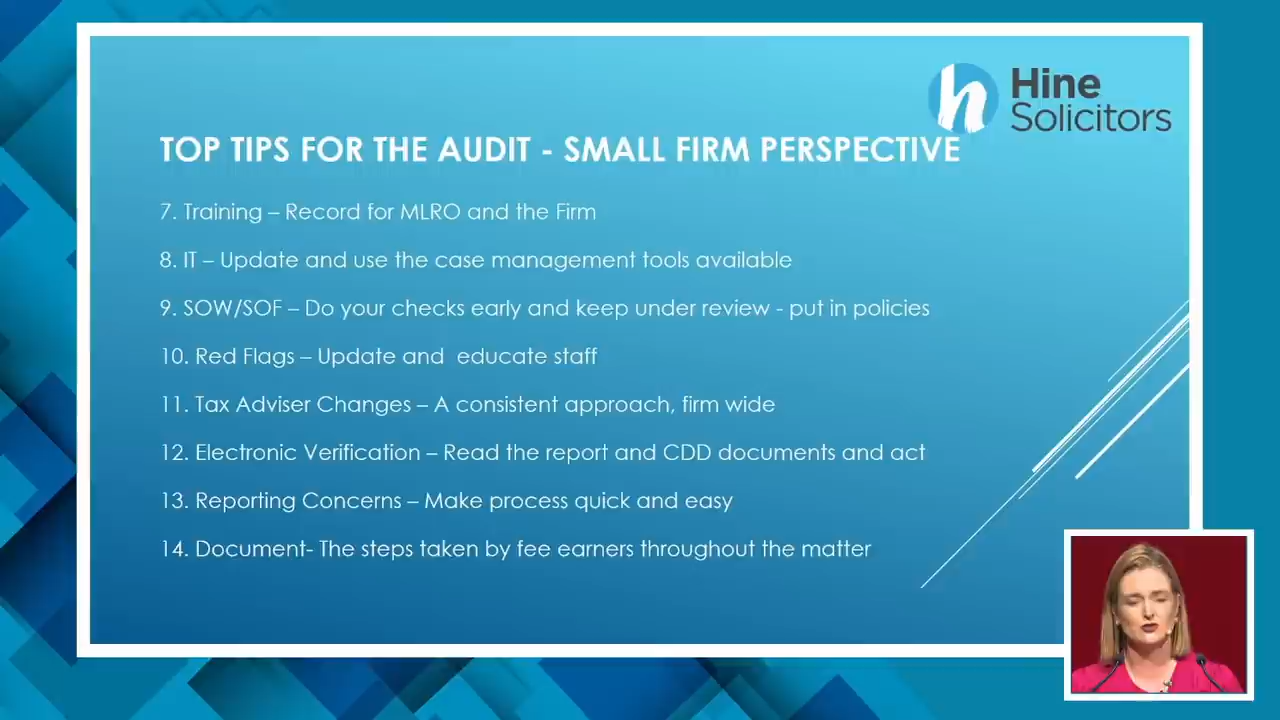 h Hine
Solicitors
TOP TIPS FOR THE AUDIT - SMALL FIRM PERSPECTIVE
7. Training – Record for MLRO and the Firm
8. IT – Update and use the case management tools available
9. SOW/SOF – Do your checks early and keep under review - put in policies
10. Red Flags – Update and  educate staff
11. Tax Adviser Changes – A consistent approach, firm wide
12. Electronic Verification – Read the report and CDD documents and act
13. Reporting Concerns – Make process quick and easy
14. Document- The steps taken by fee earners throughout the matter